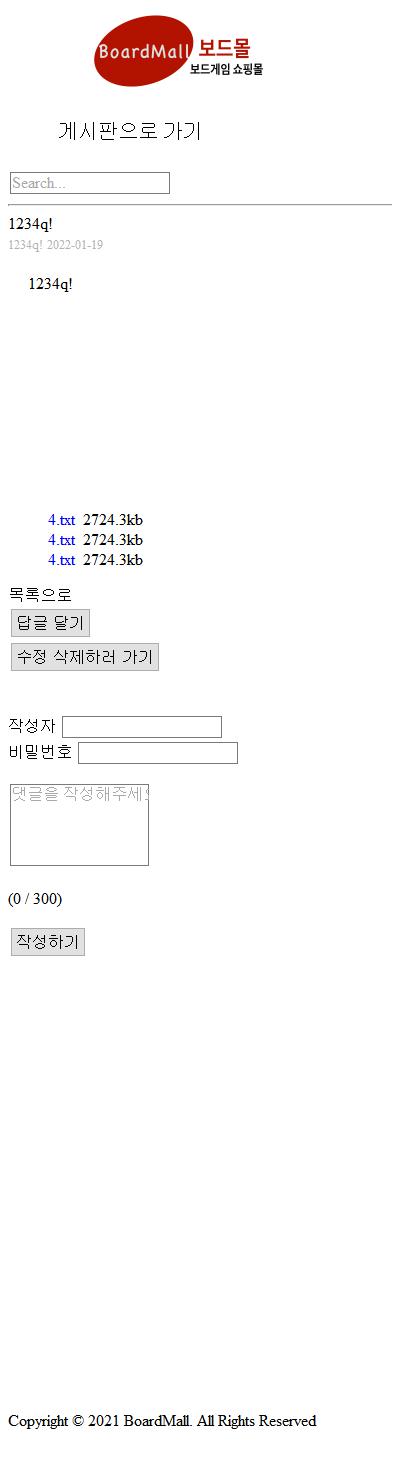 BoardMall 보드몰
보드게임 쇼핑몰
게시판으로 가기
Search...
1234q!
1234q! 2022-01-19
1234q!
4.txt 2724.3kb
4.txt 2724.3kb
4.txt 2724.3kb
목록으로
답글 달기
수정 삭제하러 가기
작성자
비밀번호
댓글을 작성해주세요
(0 / 300)
작성하기
Copyright © 2021 BoardMall. All Rights Reserved